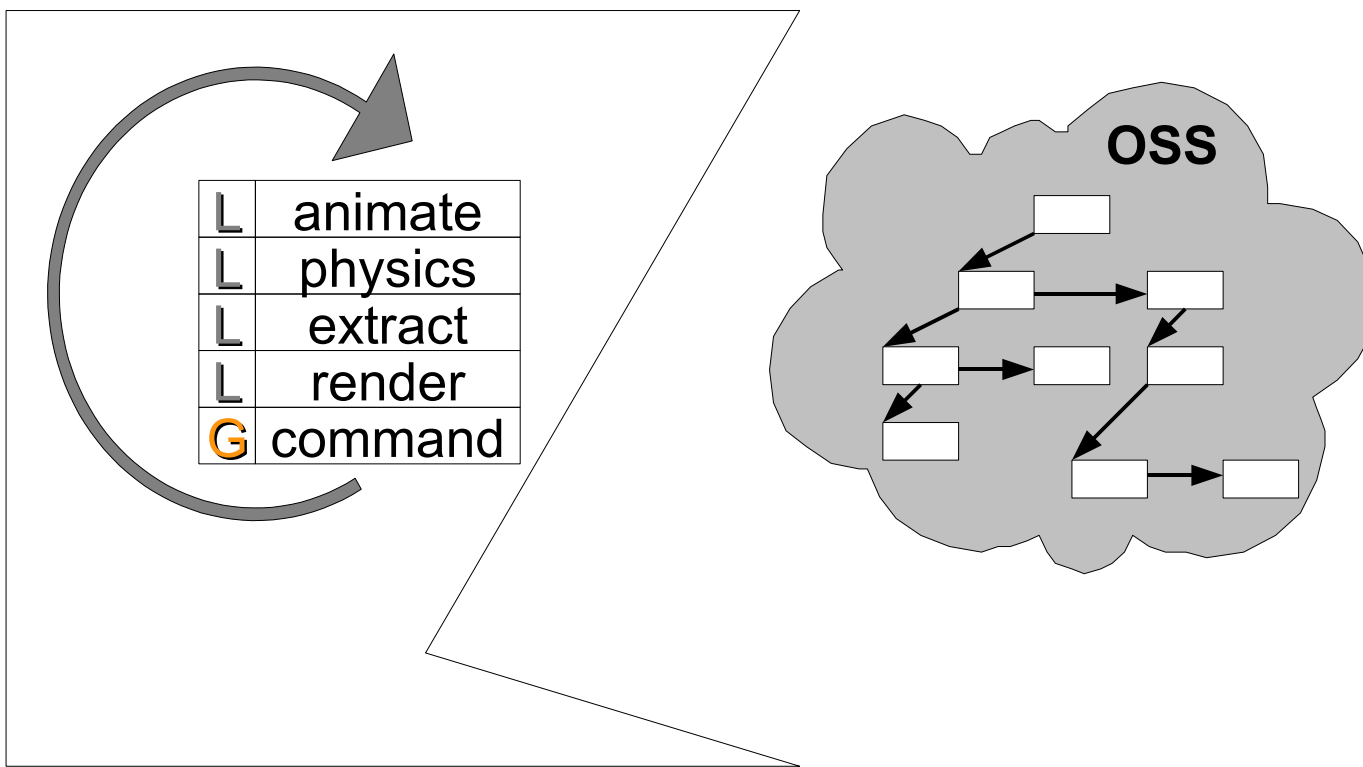 L animate
L physics
L extract
L render
G command
OSS